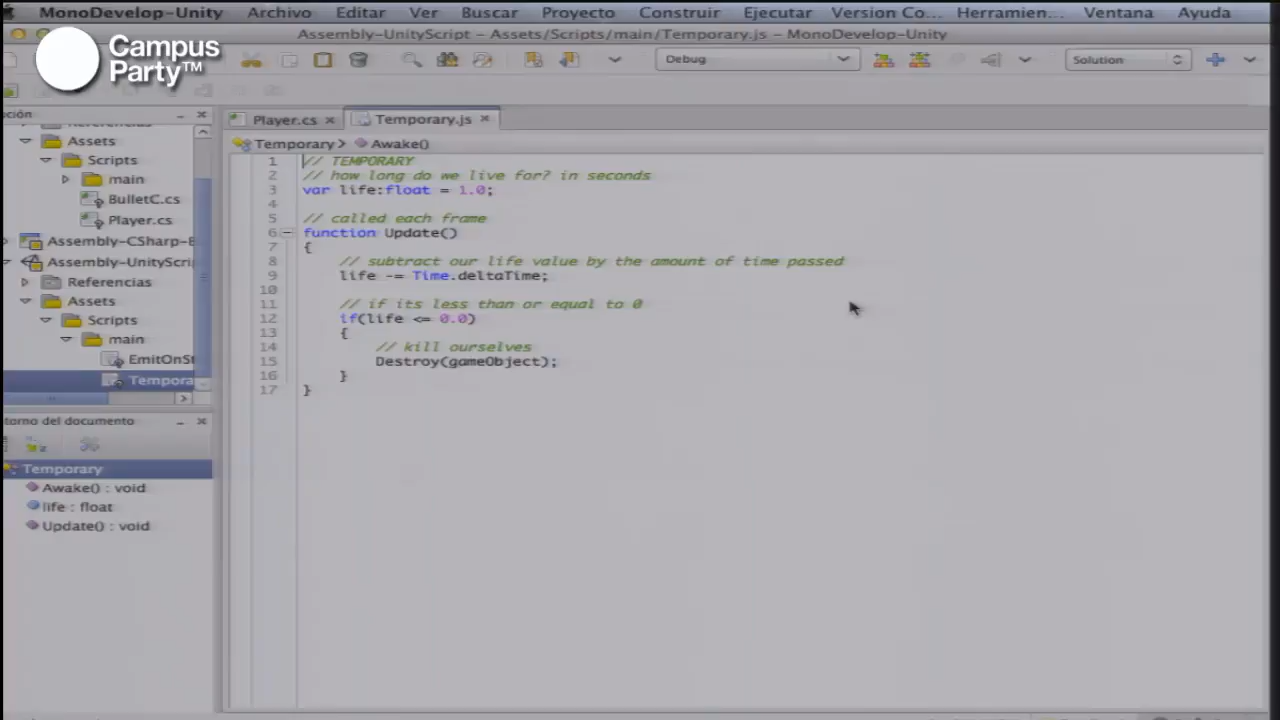 MonoDevelop-Unity Archivo Editar Ver Buscar Proyecto Construir Ejecutar Version Co... Herramien... Ventana Ayuda
Assembly-UnityScript – Assets/Scripts/main/Temporary.js – MonoDevelop-Unity
Campus
Party™
Debug
Solution
ción
Player.cs
Temporary.js
Temporary
Awake()
Referencias
Assets
Scripts
main
BulletC.cs
Player.cs
Assembly-CSharp-E
Assembly-UnityScri
Referencias
Assets
Scripts
main
EmitOnSt
Tempora
1 // TEMPORARY
2 // how long do we live for? in seconds
3 var life:float = 1.0;
4
5 // called each frame
6 function Update()
7 {
8 // subtract our life value by the amount of time passed
9 life -= Time.deltaTime;
10
11 // if its less than or equal to 0
12 if(life <= 0.0)
13 {
14 // kill ourselves
15 Destroy(gameObject);
16 }
17 }
torno del documento
Temporary
Awake() : void
life : float
Update() : void